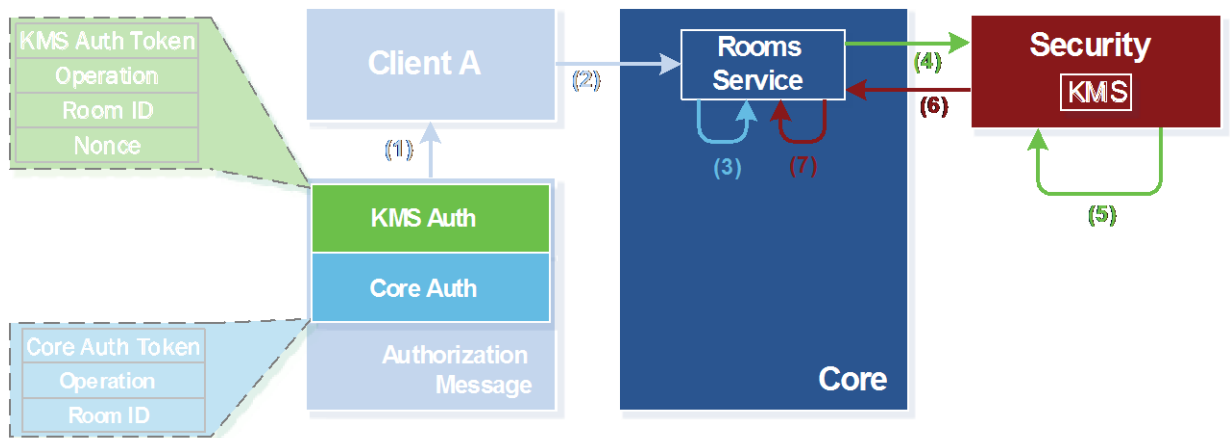 KMS Auth Token
Operation
Room ID
Nonce
Client A
(1)
(2)
Rooms
Service
(3)
(7)
(4)
(6)
Security
KMS
(5)
KMS Auth
Core Auth
Authorization
Message
Core Auth Token
Operation
Room ID
Core